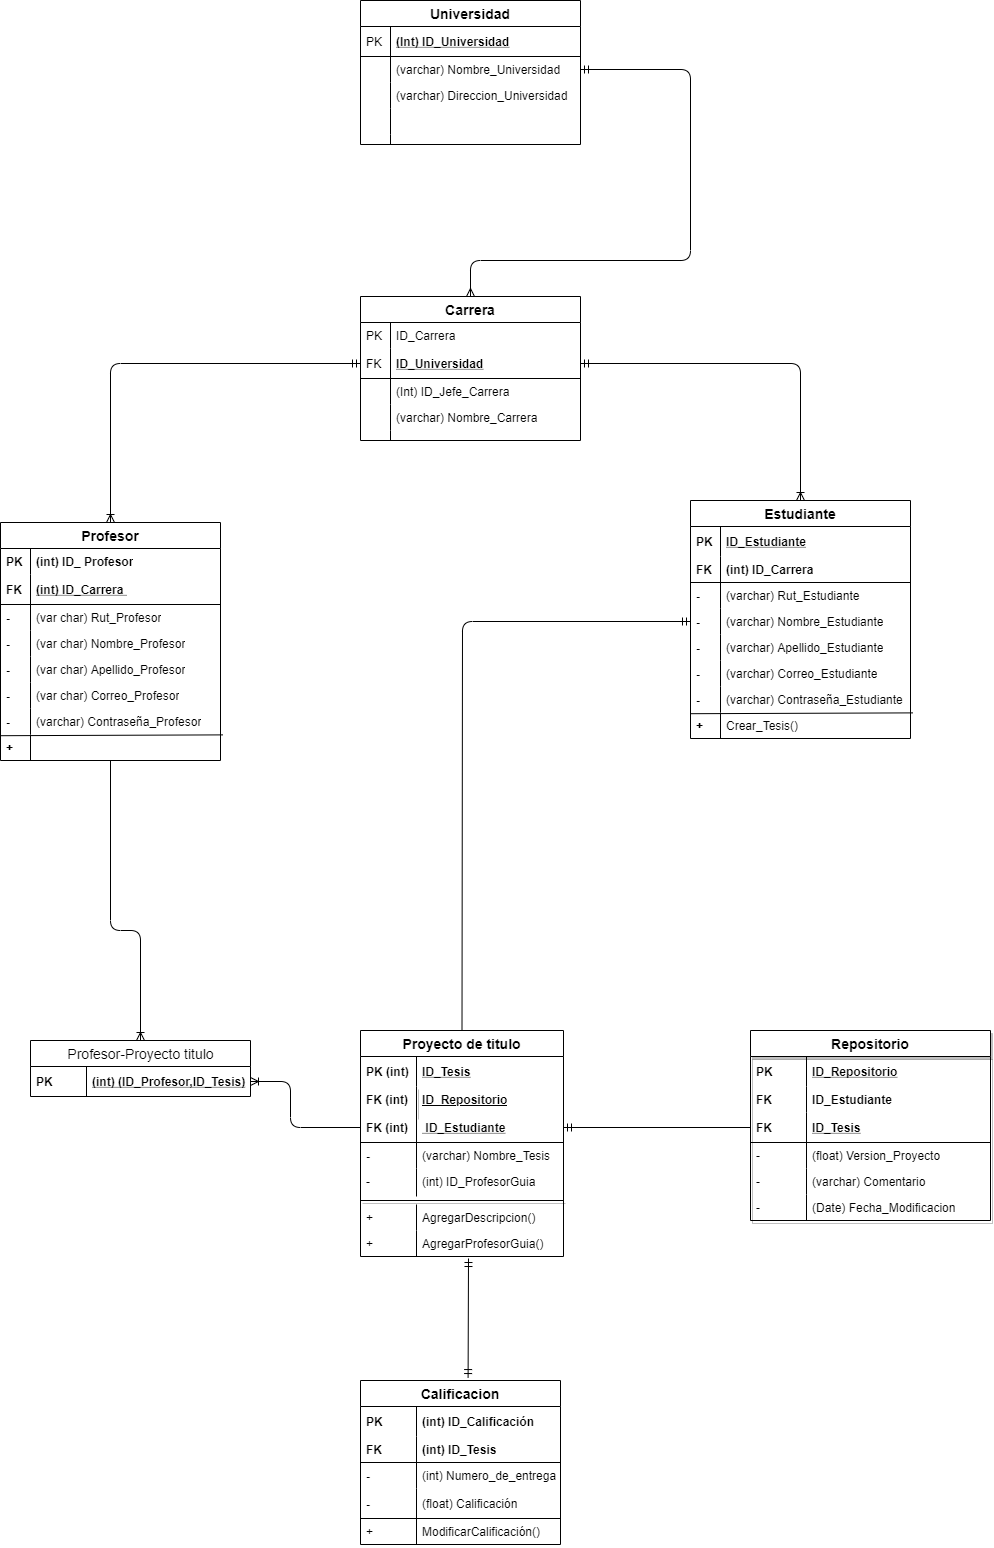 Universidad
PK (Int) ID_Universidad
(varchar) Nombre_Universidad
(varchar) Direccion_Universidad
Carrera
PK ID_Carrera
FK ID_Universidad
(Int) ID_Jefe_Carrera
(varchar) Nombre_Carrera
Profesor
PK (int) ID_ Profesor
FK (int) ID_Carrera
- (var char) Rut_Profesor
- (var char) Nombre_Profesor
- (var char) Apellido_Profesor
- (var char) Correo_Profesor
- (varchar) Contraseña_Profesor
+
Estudiante
PK ID_Estudiante
FK (int) ID_Carrera
- (varchar) Rut_Estudiante
- (varchar) Nombre_Estudiante
- (varchar) Apellido_Estudiante
- (varchar) Correo_Estudiante
- (varchar) Contraseña_Estudiante
+ Crear_Tesis()
Profesor-Proyecto titulo
PK (int) (ID_Profesor,ID_Tesis)
Proyecto de titulo
PK (int) ID_Tesis
FK (int) ID_Repositorio
FK (int) ID_Estudiante
- (varchar) Nombre_Tesis
- (int) ID_ProfesorGuia
+ AgregarDescripcion()
+ AgregarProfesorGuia()
Repositorio
PK ID_Repositorio
FK ID_Estudiante
FK ID_Tesis
- (float) Version_Proyecto
- (varchar) Comentario
- (Date) Fecha_Modificacion
Calificacion
PK (int) ID_Calificación
FK (int) ID_Tesis
- (int) Numero_de_entrega
- (float) Calificación
+ ModificarCalificación()